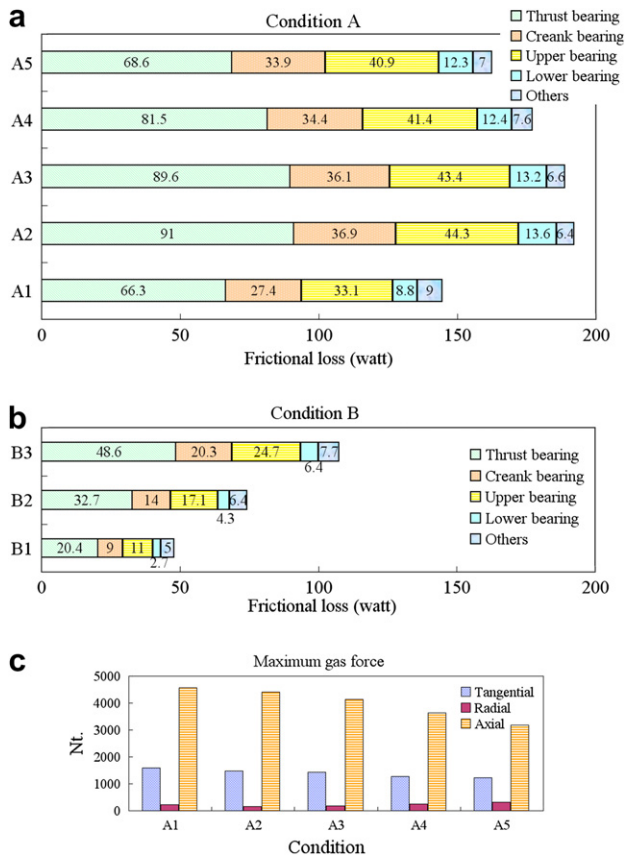 a
Condition A
Thrust bearing
Creank bearing
Upper bearing
Lower bearing
Others
A5
68.6 33.9 40.9 12.3 7
A4
81.5 34.4 41.4 12.4 7.6
A3
89.6 36.1 43.4 13.2 6.6
A2
91 36.9 44.3 13.6 6.4
A1
66.3 27.4 33.1 8.8 9
0 50 100 150 200
Frictional loss (watt)
b
Condition B
B3
48.6 20.3 24.7 7.7
6.4
Thrust bearing
Creank bearing
Upper bearing
Lower bearing
Others
B2
32.7 14 17.1 6.4
4.3
B1
20.4 9 11 5
2.7
0 50 100 150 200
Frictional loss (watt)
c
Maximum gas force
5000
4000
3000
2000
1000
0
Nt.
Tangential
Radial
Axial
A1 A2 A3 A4 A5
Condition